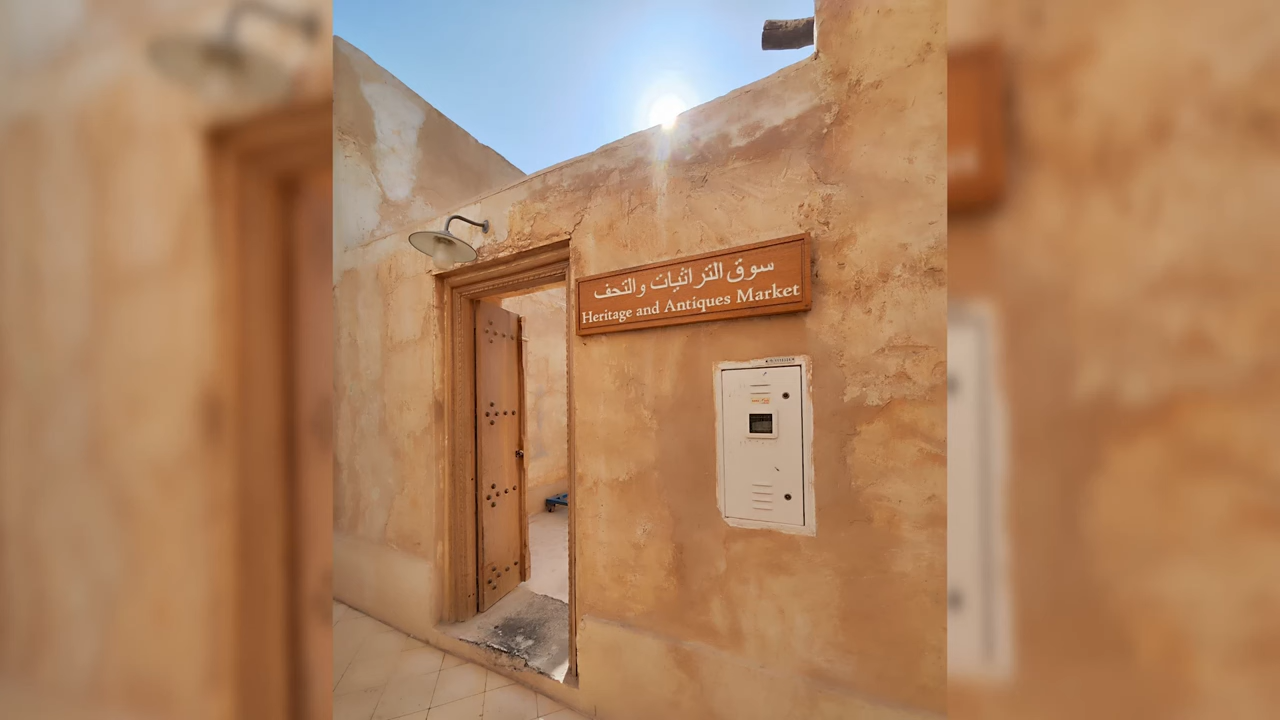 سوق التراثيات والتحف
Heritage and Antiques Market